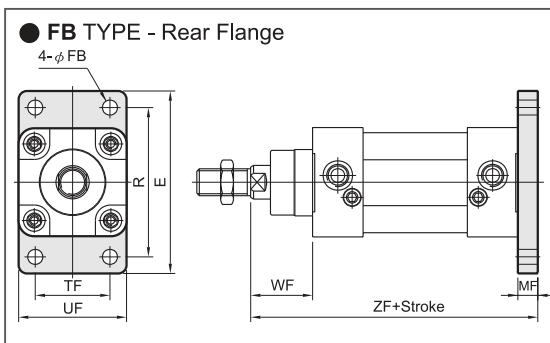 ● FB TYPE - Rear Flange
4-φ FB
R
E
TF
UF
WF
MF
ZF+Stroke